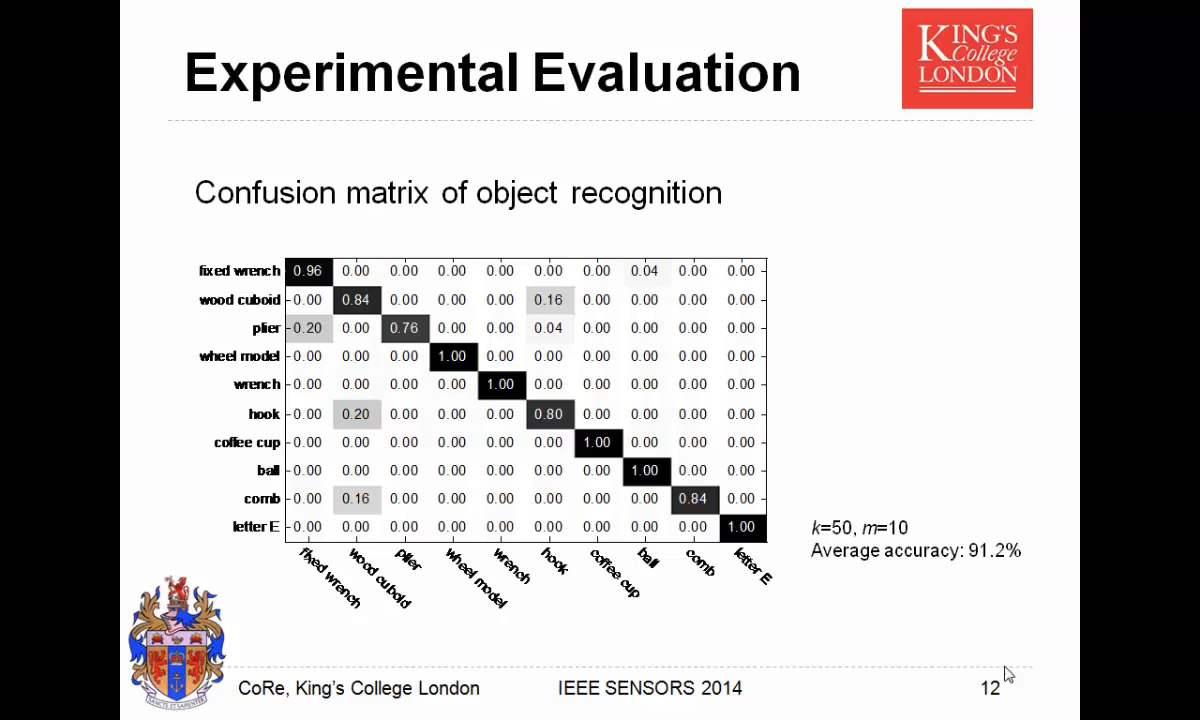 Experimental Evaluation
KING'S
College
LONDON
Confusion matrix of object recognition
fixed wrench 0.96 0.00 0.00 0.00 0.00 0.00 0.00 0.04 0.00 0.00
wood cuboid 0.00 0.84 0.00 0.00 0.00 0.16 0.00 0.00 0.00 0.00
plier 0.20 0.00 0.76 0.00 0.00 0.04 0.00 0.00 0.00 0.00
wheel model 0.00 0.00 0.00 1.00 0.00 0.00 0.00 0.00 0.00 0.00
wrench 0.00 0.00 0.00 0.00 1.00 0.00 0.00 0.00 0.00 0.00
hook 0.00 0.20 0.00 0.00 0.00 0.80 0.00 0.00 0.00 0.00
coffee cup 0.00 0.00 0.00 0.00 0.00 0.00 1.00 0.00 0.00 0.00
ball 0.00 0.00 0.00 0.00 0.00 0.00 0.00 1.00 0.00 0.00
comb 0.00 0.16 0.00 0.00 0.00 0.00 0.00 0.00 0.84 0.00
letter E 0.00 0.00 0.00 0.00 0.00 0.00 0.00 0.00 0.00 1.00
fixed wrench wood cuboid plier wheel model wrench hook coffee cup ball comb letter E
k=50, m=10
Average accuracy: 91.2%
SANCTE ET SAPIENTER
CoRe, King's College London IEEE SENSORS 2014 12